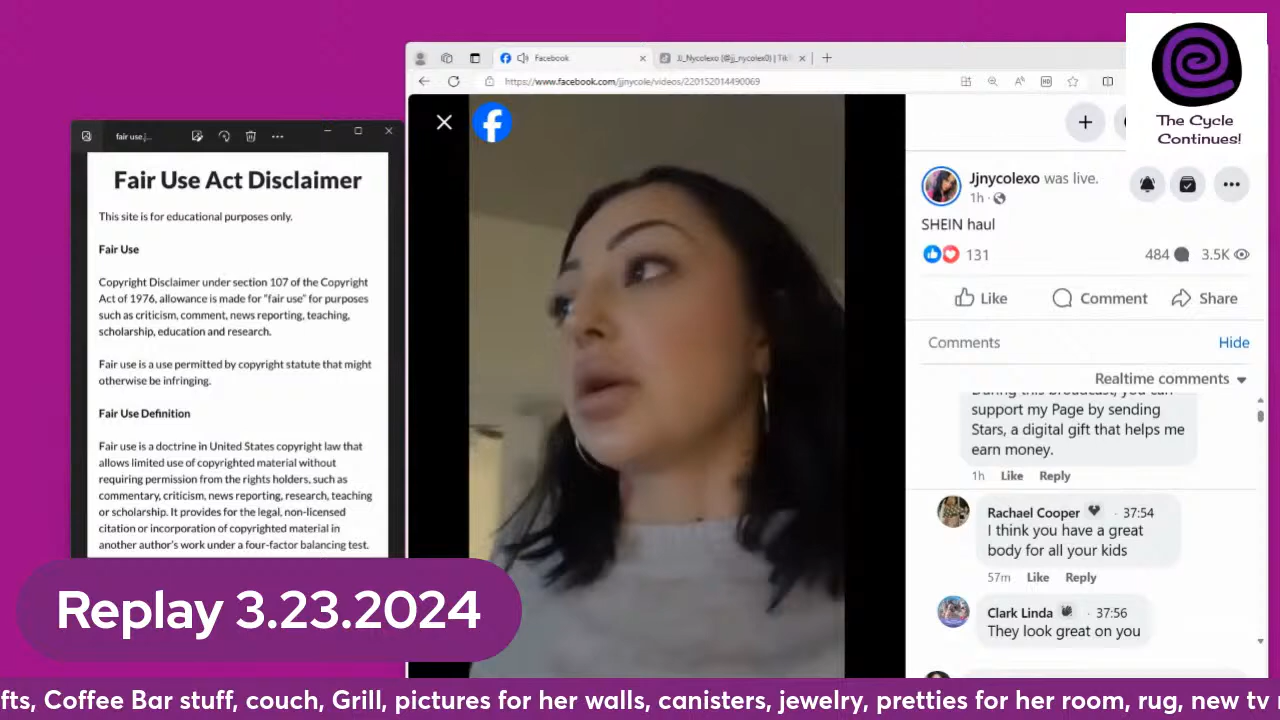 The Cycle
Continues!
Facebook
Jj_Nycolexo (@jj_nycolex0) | Tik
https://www.facebook.com/jjnycole/videos/220152014490069
fair use.j...
Fair Use Act Disclaimer
This site is for educational purposes only.
Fair Use
Copyright Disclaimer under section 107 of the Copyright
Act of 1976, allowance is made for "fair use" for purposes
such as criticism, comment, news reporting, teaching,
scholarship, education and research.
Fair use is a use permitted by copyright statute that might
otherwise be infringing.
Fair Use Definition
Fair use is a doctrine in United States copyright law that
allows limited use of copyrighted material without
requiring permission from the rights holders, such as
commentary, criticism, news reporting, research, teaching
or scholarship. It provides for the legal, non-licensed
citation or incorporation of copyrighted material in
another author's work under a four-factor balancing test.
Jjnycolexo was live.
1h
SHEIN haul
131 484 3.5K
Like Comment Share
Comments Hide
Realtime comments
During this broadcast, you can
support my Page by sending
Stars, a digital gift that helps me
earn money.
1h Like Reply
Rachael Cooper · 37:54
I think you have a great
body for all your kids
57m Like Reply
Clark Linda · 37:56
They look great on you
Replay 3.23.2024
fts, Coffee Bar stuff, couch, Grill, pictures for her walls, canisters, jewelry, pretties for her room, rug, new tv